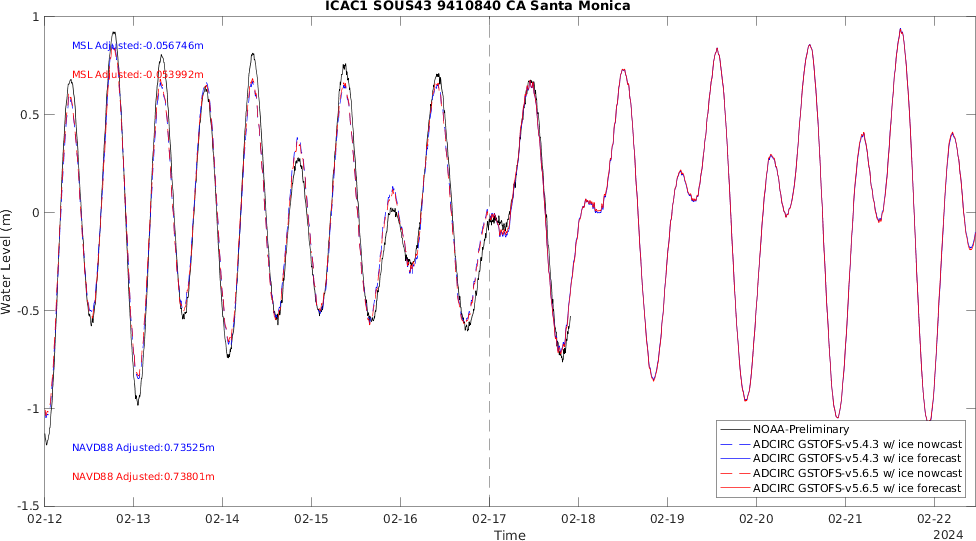 ICAC1 SOUS43 9410840 CA Santa Monica
1
MSL Adjusted:-0.056746m
MSL Adjusted:-0.053992m
0.5
0
Water Level (m)
-0.5
-1
NOAA-Preliminary
NAVD88 Adjusted:0.73525m
ADCIRC GSTOFS-v5.4.3 w/ ice nowcast
ADCIRC GSTOFS-v5.4.3 w/ ice forecast
NAVD88 Adjusted:0.73801m
ADCIRC GSTOFS-v5.6.5 w/ ice nowcast
ADCIRC GSTOFS-v5.6.5 w/ ice forecast
-1.5
02-12 02-13 02-14 02-15 02-16 02-17 02-18 02-19 02-20 02-21 02-22
Time
2024